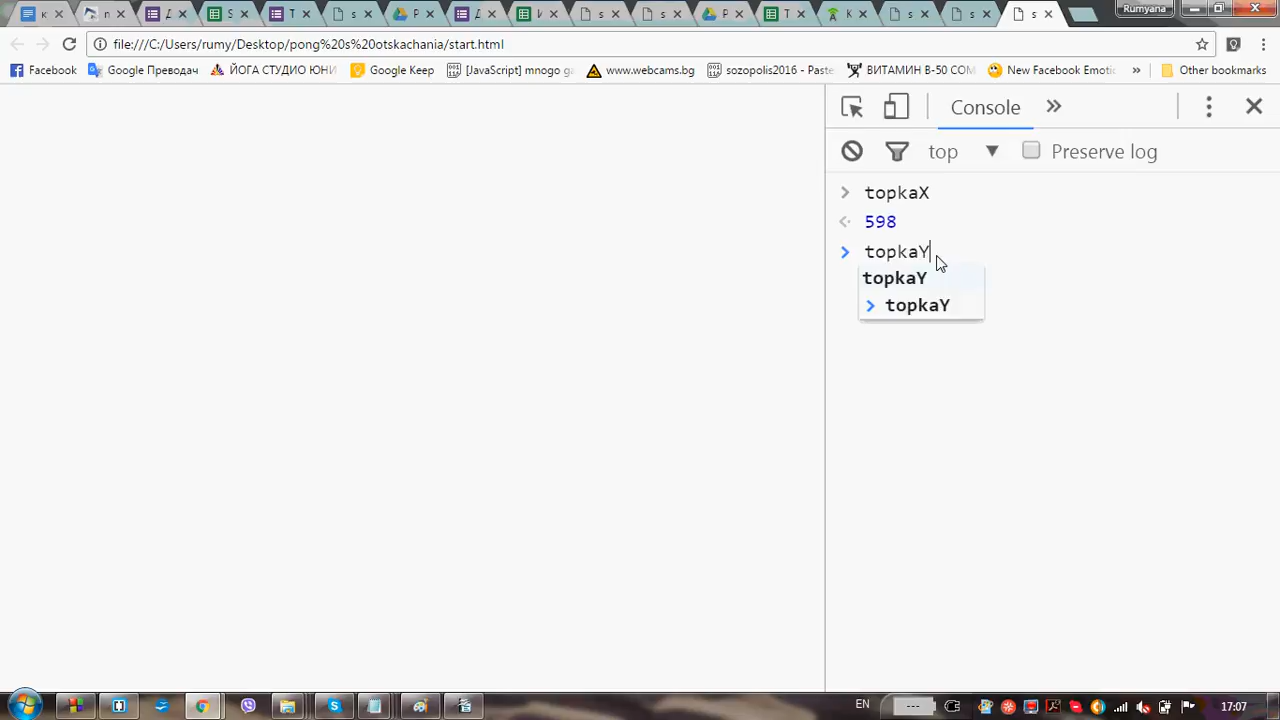 Rumyana
file:///C:/Users/rumy/Desktop/pong%20s%20otskachania/start.html
Facebook
Google Преводач
ЙОГА СТУДИО ЮНИ
Google Keep
[JavaScript] mnogo
www.webcams.bg
sozopolis2016 - Paste
ВИТАМИН B-50 COM
New Facebook Emotic
»
Other bookmarks
Console
»
top
Preserve log
> topkaX
598
> topkaY
topkaY
> topkaY
EN
17:07